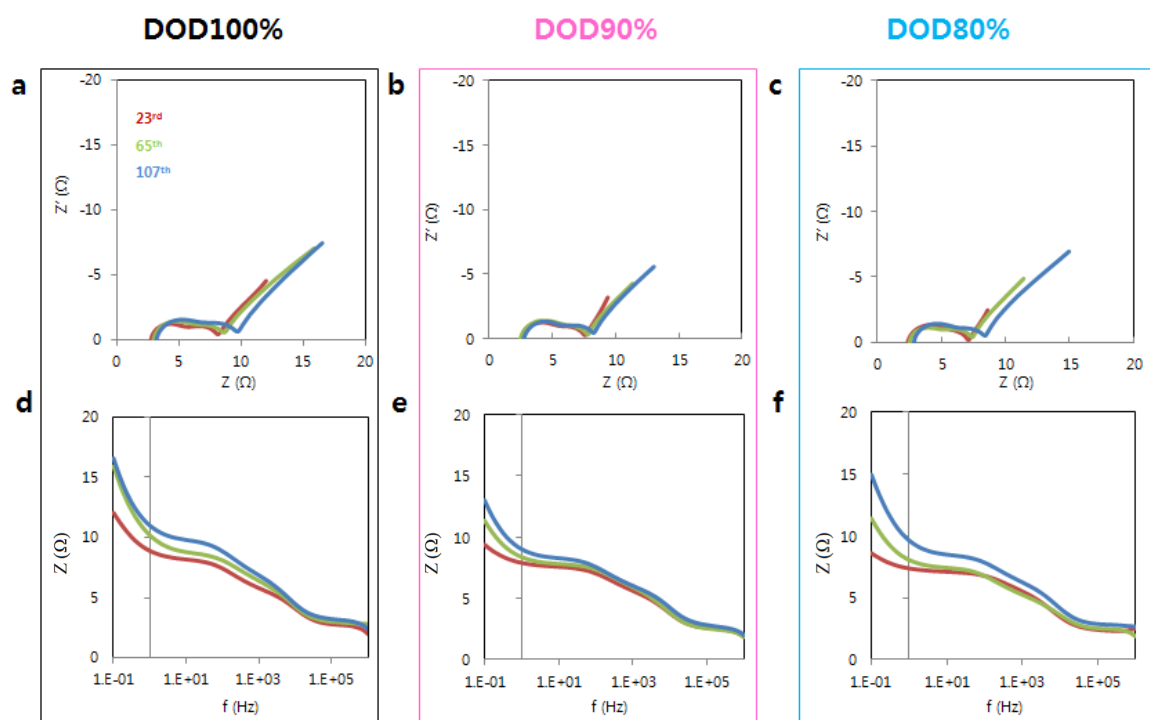 DOD100%
DOD90%
DOD80%
a
-20
-15
-10
-5
0
Z' (Ω)
23rd
65th
107th
0 5 10 15 20
Z (Ω)
b
-20
-15
-10
-5
0
Z' (Ω)
0 5 10 15 20
Z (Ω)
c
-20
-15
-10
-5
0
Z' (Ω)
0 5 10 15 20
Z (Ω)
d
20
15
10
5
0
Z (Ω)
1.E-01 1.E+01 1.E+03 1.E+05
f (Hz)
e
20
15
10
5
0
Z (Ω)
1.E-01 1.E+01 1.E+03 1.E+05
f (Hz)
f
20
15
10
5
0
Z (Ω)
1.E-01 1.E+01 1.E+03 1.E+05
f (Hz)